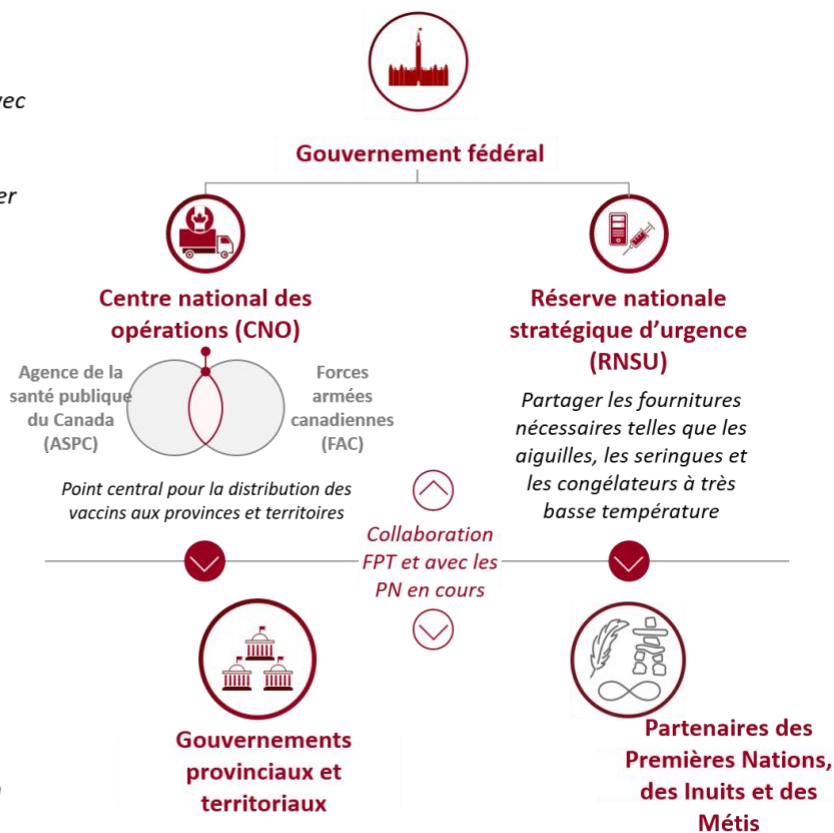 Gouvernement fédéral
Centre national des
opérations (CNO)
Agence de la
santé publique
du Canada
(ASPC)
Forces
armées
canadiennes
(FAC)
Point central pour la distribution des
vaccins aux provinces et territoires
Réserve nationale
stratégique d’urgence
(RNSU)
Partager les fournitures
nécessaires telles que les
aiguilles, les seringues et
les congélateurs à très
basse température
Collaboration
FPT et avec les
PN en cours
Gouvernements
provinciaux et
territoriaux
Partenaires des
Premières Nations,
des Inuits et des
Métis